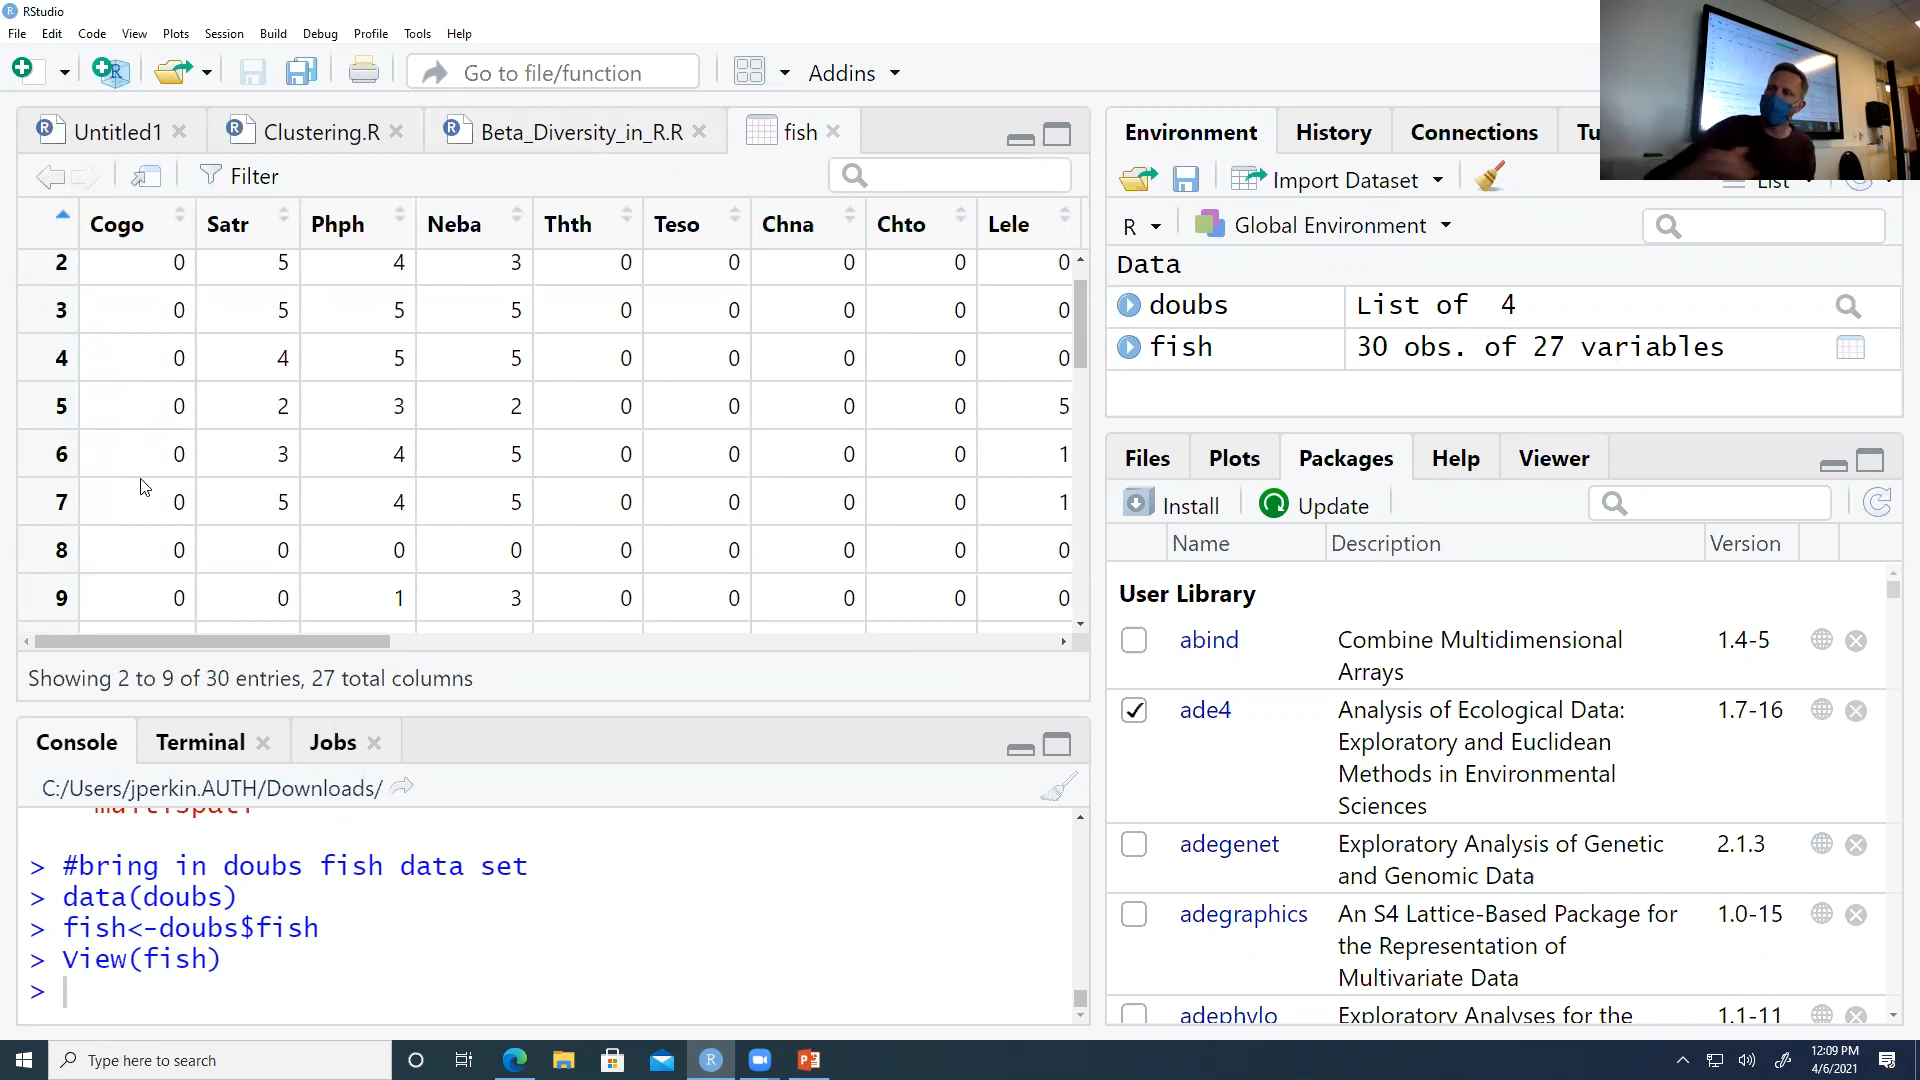 RStudio
File Edit Code View Plots Session Build Debug Profile Tools Help
Go to file/function
Addins
Untitled1
Clustering.R
Beta_Diversity_in_R.R
fish
Filter
Cogo Satr Phph Neba Thth Teso Chna Chto Lele
2 0 5 4 3 0 0 0 0 0
3 0 5 5 5 0 0 0 0 0
4 0 4 5 5 0 0 0 0 0
5 0 2 3 2 0 0 0 0 5
6 0 3 4 5 0 0 0 0 1
7 0 5 4 5 0 0 0 0 1
8 0 0 0 0 0 0 0 0 0
9 0 0 1 3 0 0 0 0 0
Showing 2 to 9 of 30 entries, 27 total columns
Console Terminal Jobs
C:/Users/jperkin.AUTH/Downloads/
> #bring in doubs fish data set
> data(doubs)
> fish<-doubs$fish
> View(fish)
>
Environment History Connections Tu
Import Dataset
List
R Global Environment
Data
doubs List of 4
fish 30 obs. of 27 variables
Files Plots Packages Help Viewer
Install Update
Name Description Version
User Library
abind Combine Multidimensional 1.4-5
Arrays
ade4 Analysis of Ecological Data: 1.7-16
Exploratory and Euclidean
Methods in Environmental
Sciences
adegenet Exploratory Analysis of Genetic 2.1.3
and Genomic Data
adegraphics An S4 Lattice-Based Package for 1.0-15
the Representation of
Multivariate Data
adephylo Exploratory Analyses for the 1.1-11
Type here to search
12:09 PM
4/6/2021